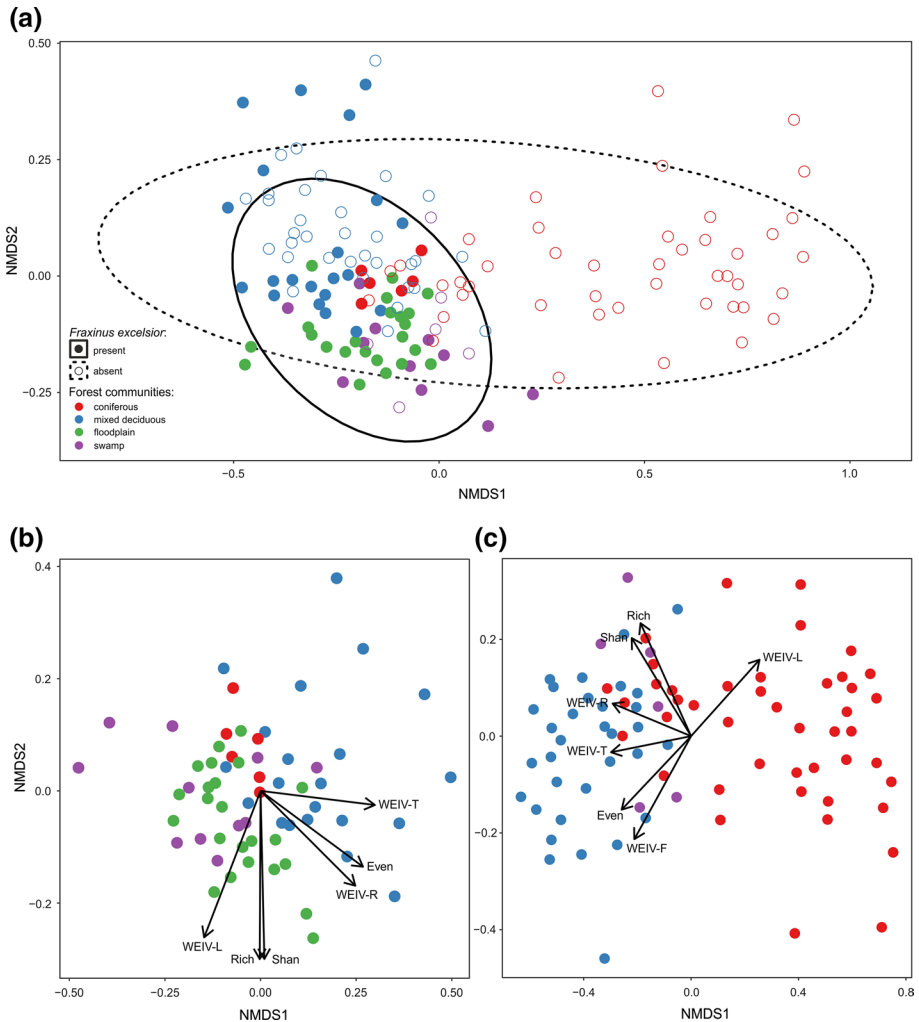 (a)
0.50
0.25
0.00
−0.25
NMDS2
Fraxinus excelsior:
present
absent
Forest communities:
coniferous
mixed deciduous
floodplain
swamp
−0.5
0.0
0.5
1.0
NMDS1
(b)
0.4
0.2
0.0
−0.2
NMDS2
WEIV-T
Even
WEIV-R
WEIV-L
Rich
Shan
−0.50
−0.25
0.00
0.25
0.50
NMDS1
(c)
0.2
0.0
−0.2
−0.4
Rich
Shan
WEIV-L
WEIV-R
WEIV-T
Even
WEIV-F
−0.4
0.0
0.4
0.8
NMDS1